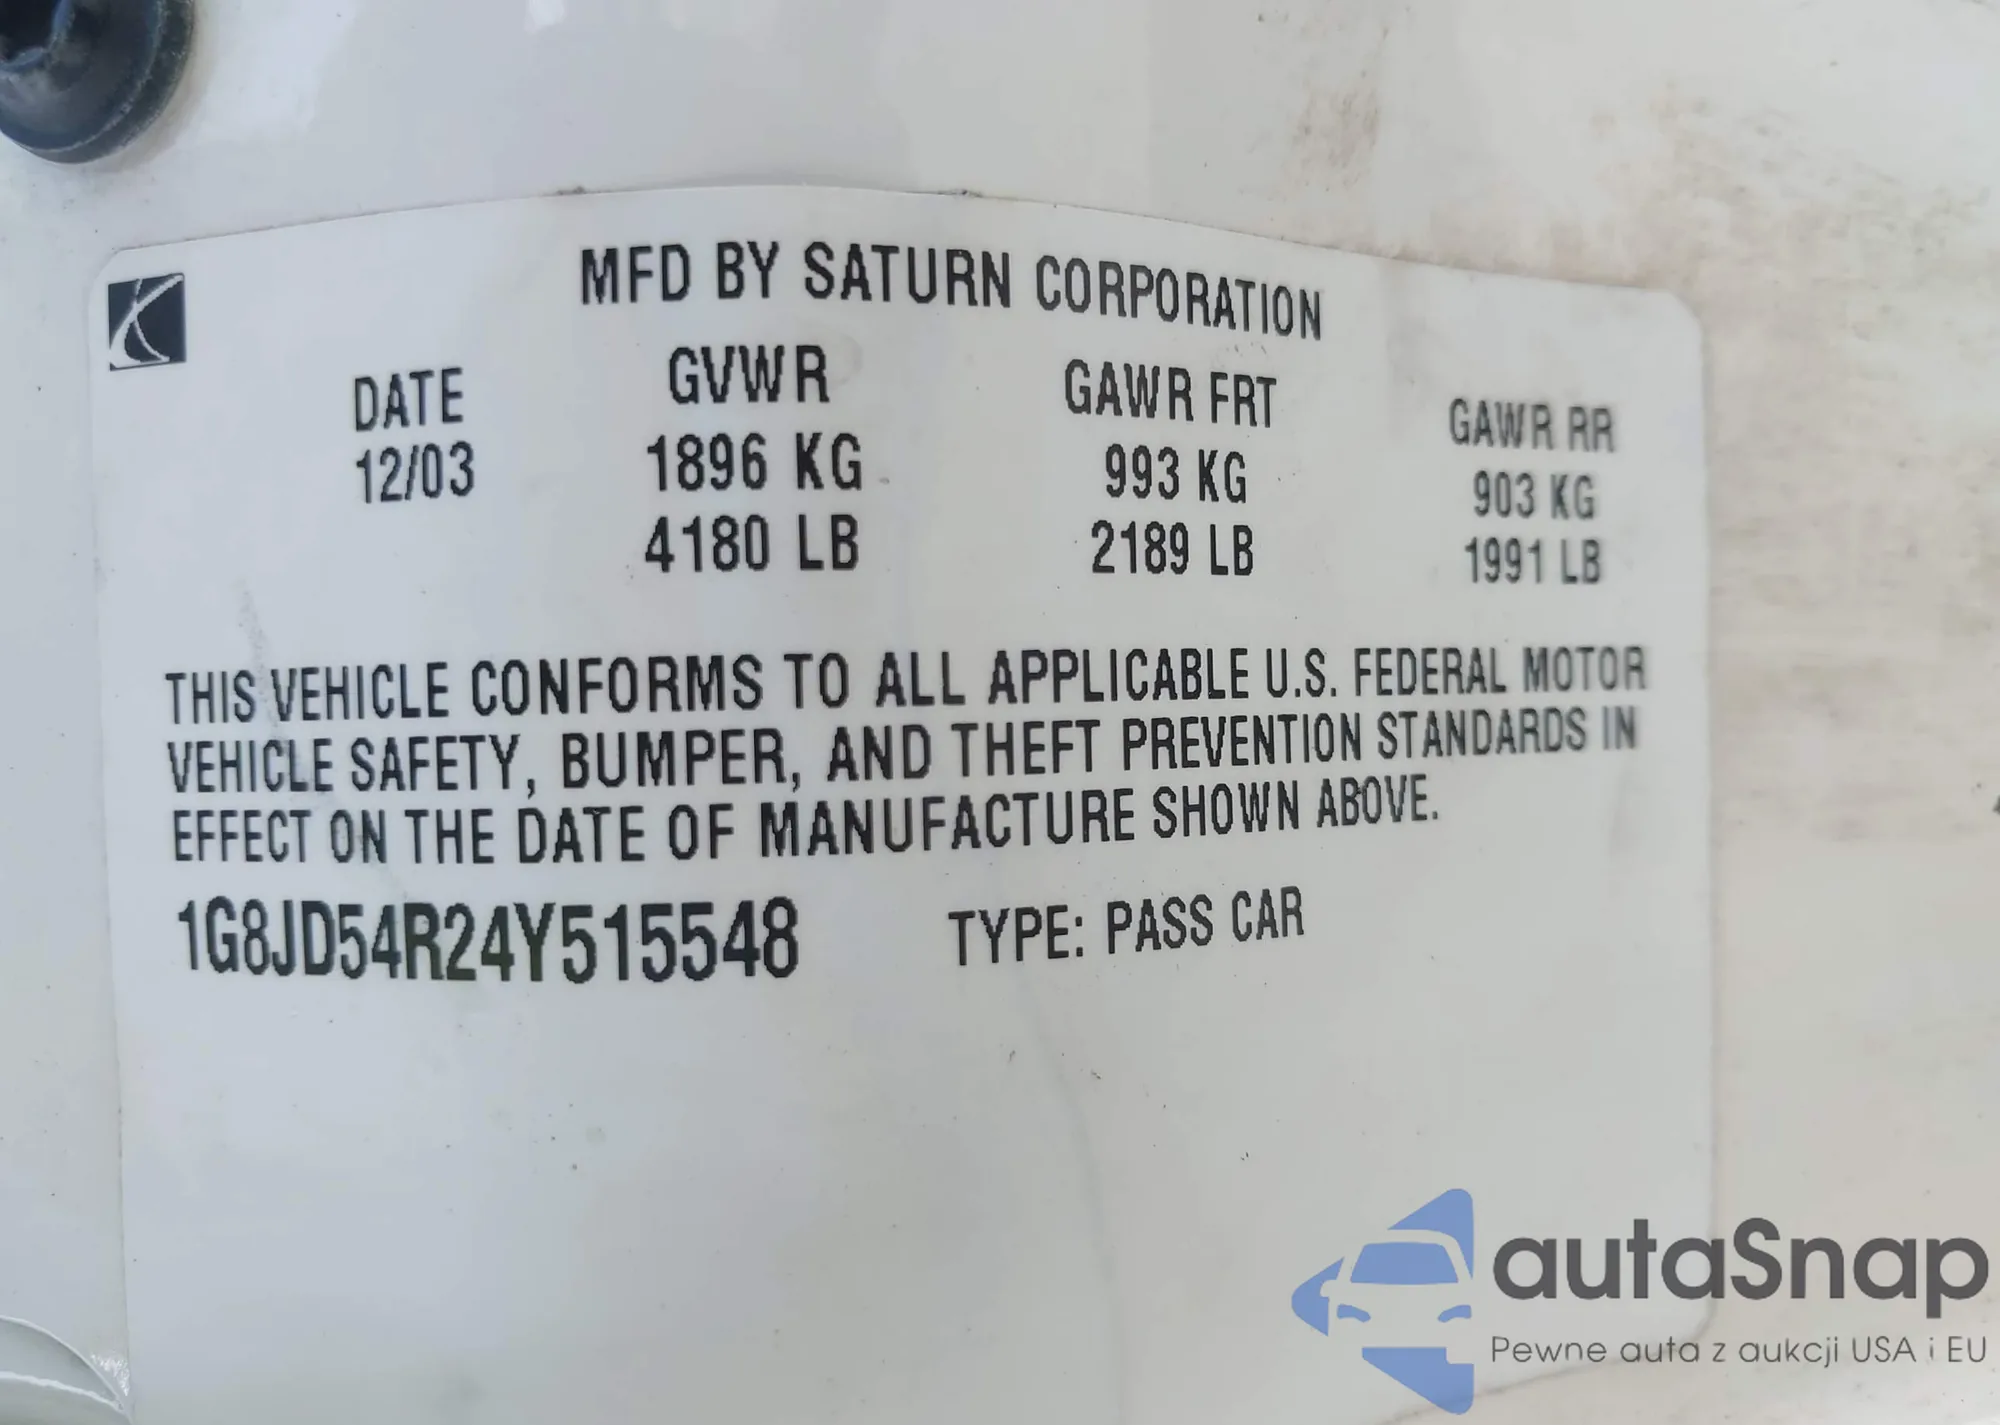 MFD BY SATURN CORPORATION
DATE GVWR GAWR FRT GAWR RR
12/03 1896 KG 993 KG 903 KG
4180 LB 2189 LB 1991 LB
THIS VEHICLE CONFORMS TO ALL APPLICABLE U.S. FEDERAL MOTOR
VEHICLE SAFETY, BUMPER, AND THEFT PREVENTION STANDARDS IN
EFFECT ON THE DATE OF MANUFACTURE SHOWN ABOVE.
1G8JD54R24Y515548 TYPE: PASS CAR
autaSnap
Pewne auta z aukcji USA i EU